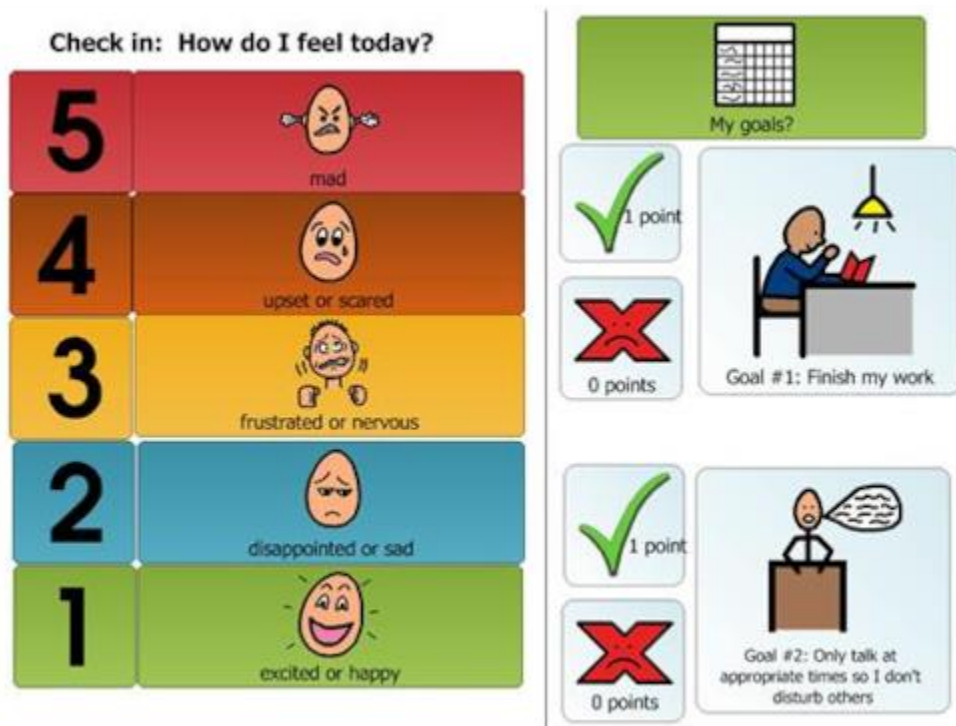 Check in: How do I feel today?
5
mad
4
upset or scared
3
frustrated or nervous
2
disappointed or sad
1
excited or happy
My goals?
1 point
0 points
Goal #1: Finish my work
1 point
0 points
Goal #2: Only talk at
appropriate times so I don't
disturb others